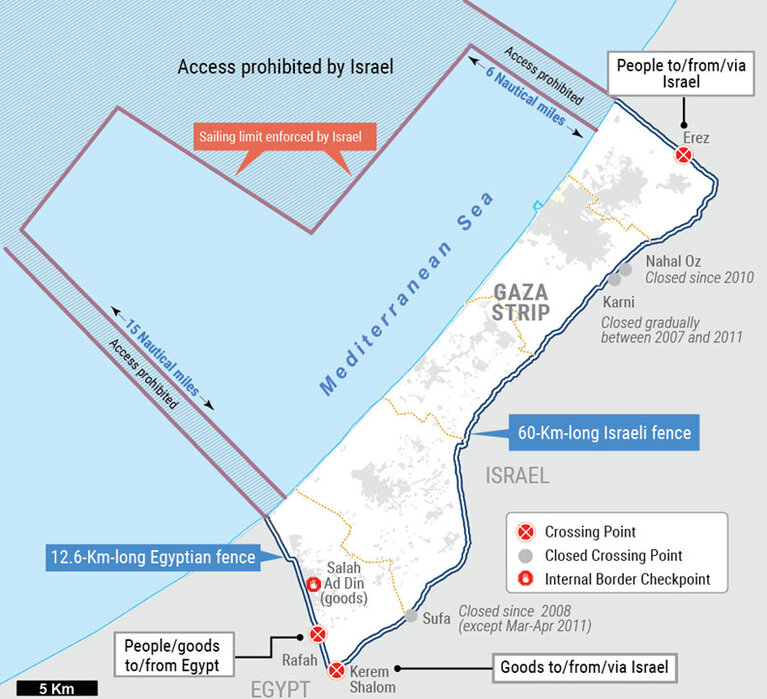 Access prohibited by Israel
Access prohibited
6 Nautical miles
People to/from/via
Israel
Erez
Sailing limit enforced by Israel
Mediterranean Sea
Nahal Oz
Closed since 2010
Karni
Closed gradually
between 2007 and 2011
GAZA
STRIP
15 Nautical miles
Access prohibited
60-Km-long Israeli fence
ISRAEL
Crossing Point
Closed Crossing Point
Internal Border Checkpoint
12.6-Km-long Egyptian fence
Salah
Ad Din
(goods)
Sufa
Closed since 2008
(except Mar-Apr 2011)
People/goods
to/from Egypt
Rafah
Kerem
Shalom
Goods to/from/via Israel
EGYPT
5 Km